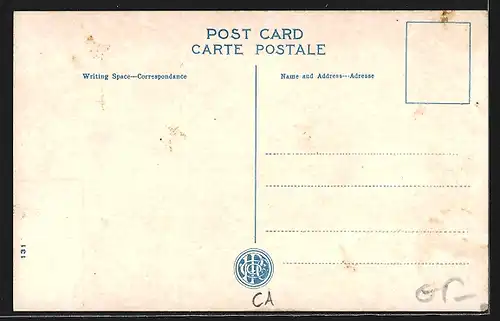 POST CARD
CARTE POSTALE
Writing Space—Correspondance
Name and Address—Adresse
131
CA